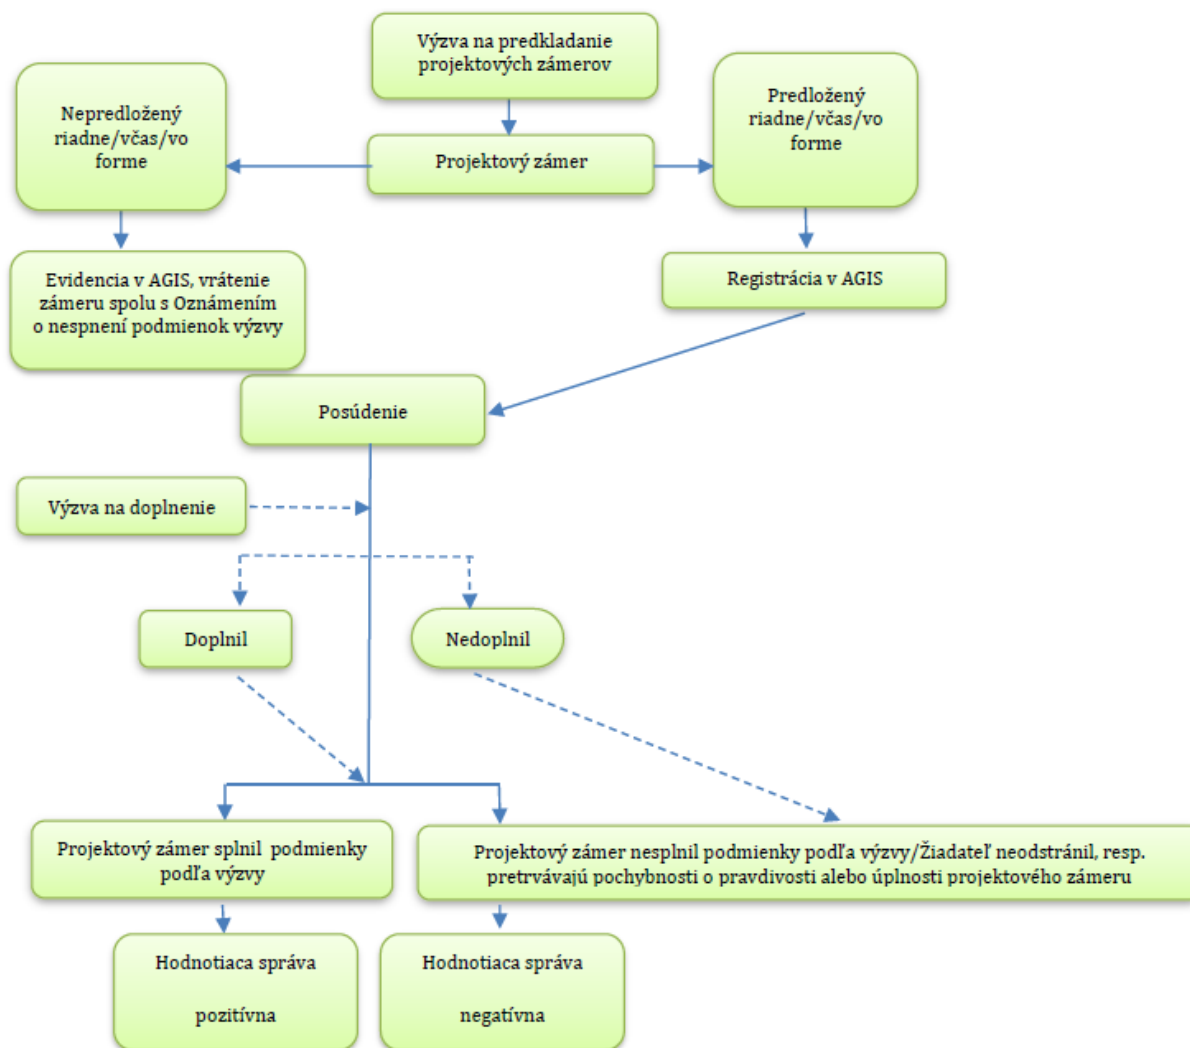 Výzva na predkladanie
projektových zámerov
Nepredložený
riadne/včas/vo
forme
Projektový zámer
Predložený
riadne/včas/vo
forme
Evidencia v AGIS, vrátenie
zámeru spolu s Oznámením
o nespnení podmienok výzvy
Registrácia v AGIS
Posúdenie
Výzva na doplnenie
Doplnil
Nedoplnil
Projektový zámer splnil podmienky
podľa výzvy
Projektový zámer nesplnil podmienky podľa výzvy/Žiadateľ neodstránil, resp.
pretrvávajú pochybnosti o pravdivosti alebo úplnosti projektového zámeru
Hodnotiaca správa
pozitívna
Hodnotiaca správa
negatívna